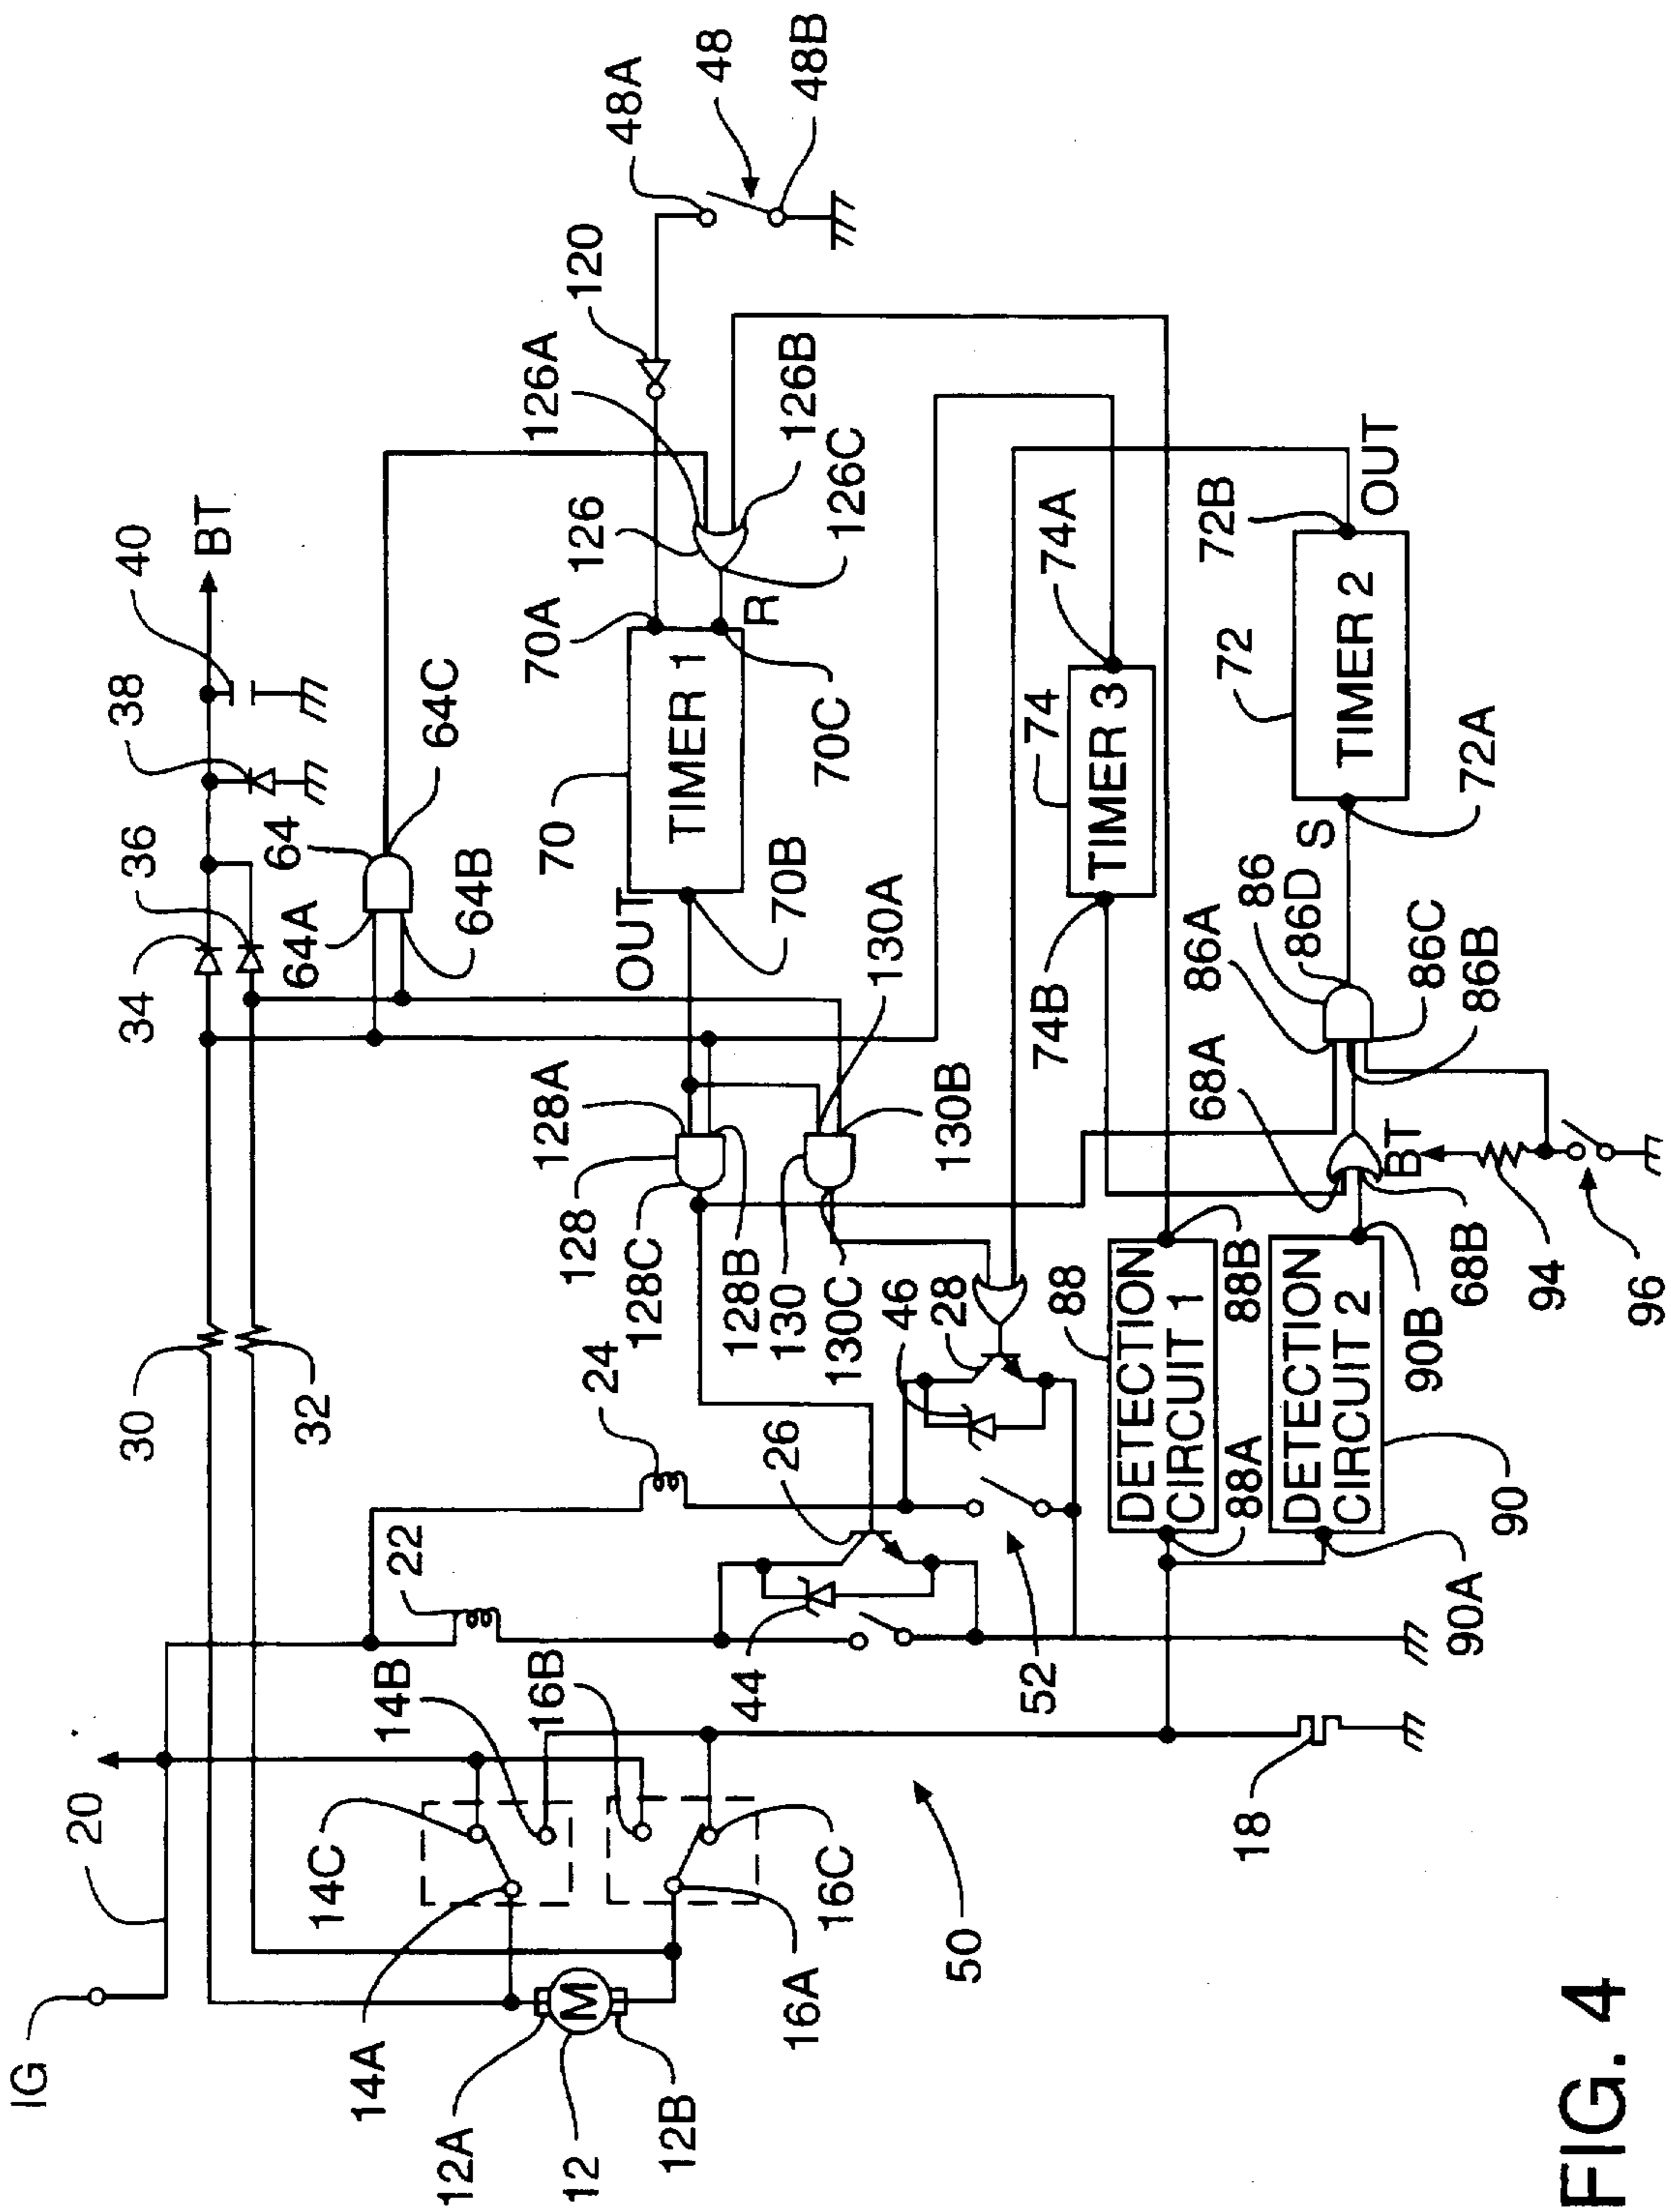 IG
20
30
32
34
36
38
40
BT
12A
12
12B
14A
14C
14B
16B
16A
16C
22
24
26
44
46
28
18
50
52
64
64A
64B
64C
128A
128
128C
128B
130
130C
130A
130B
OUT
70
TIMER 1
70A
70B
70C
R
126
126A
126B
126C
120
48A
48
48B
74
TIMER 3
74A
74B
72
TIMER 2
72A
72B
OUT
S
86
86A
86D
86C
86B
68A
68B
BT
94
96
88
DETECTION
CIRCUIT 1
88A
88B
DETECTION
CIRCUIT 2
90
90A
90B
FIG. 4